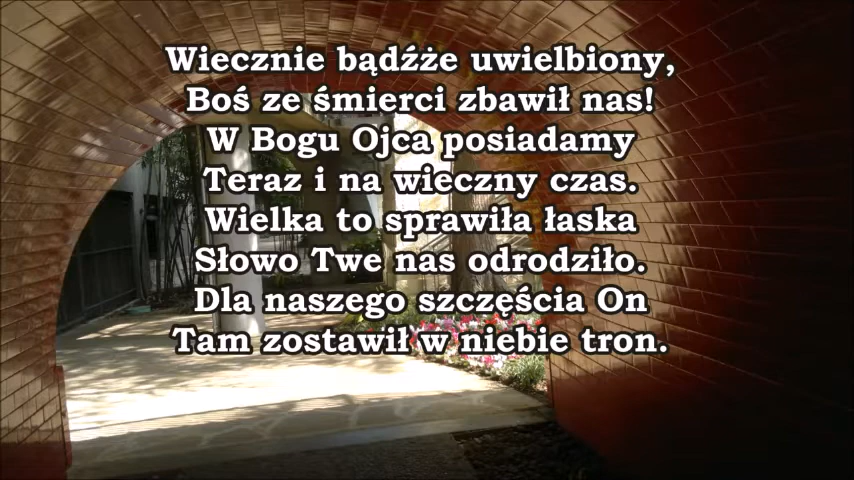 Wiecznie bądźże uwielbiony,
Boś ze śmierci zbawił nas!
W Bogu Ojca posiadamy
Teraz i na wieczny czas.
Wielka to sprawiła łaska
Słowo Twe nas odrodziło.
Dla naszego szczęścia On
Tam zostawił w niebie tron.